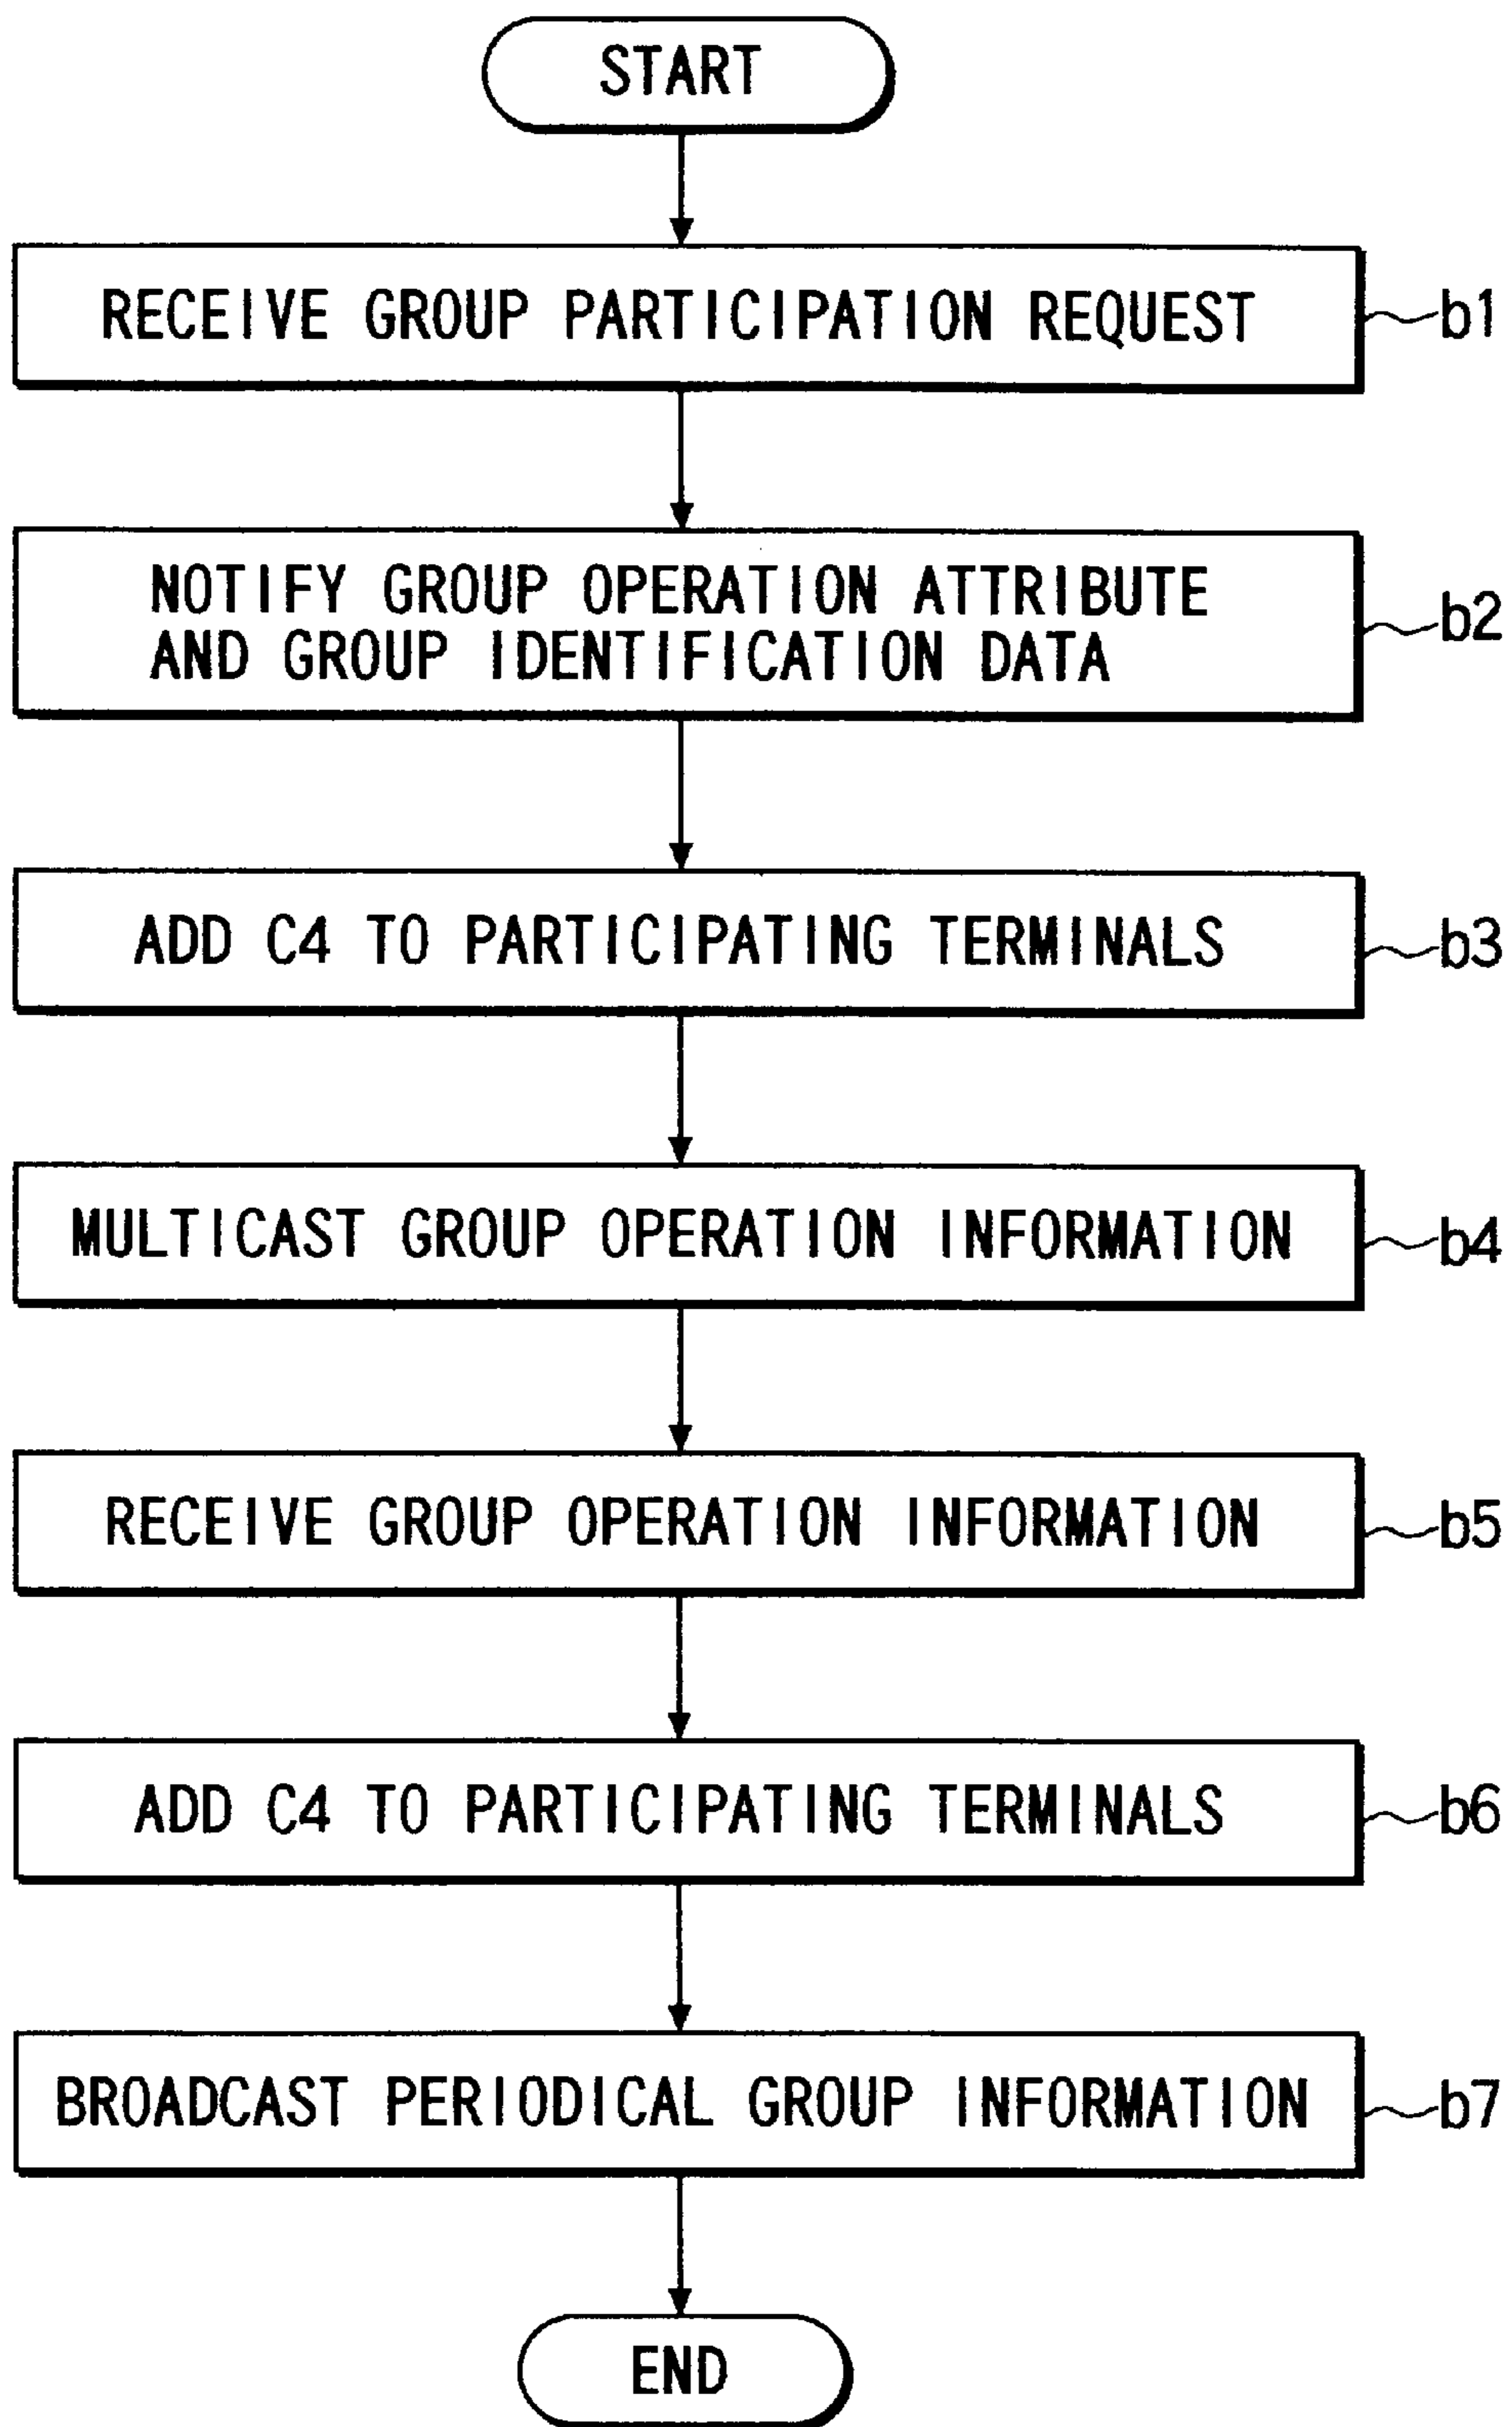 START
RECEIVE GROUP PARTICIPATION REQUEST
b1
NOTIFY GROUP OPERATION ATTRIBUTE
AND GROUP IDENTIFICATION DATA
b2
ADD C4 TO PARTICIPATING TERMINALS
b3
MULTICAST GROUP OPERATION INFORMATION
b4
RECEIVE GROUP OPERATION INFORMATION
b5
ADD C4 TO PARTICIPATING TERMINALS
b6
BROADCAST PERIODICAL GROUP INFORMATION
b7
END